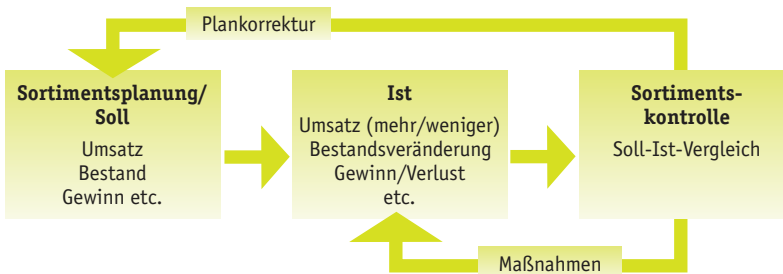 Plankorrektur
Sortimentsplanung/
Soll
Umsatz
Bestand
Gewinn etc.
Ist
Umsatz (mehr/weniger)
Bestandsveränderung
Gewinn/Verlust
etc.
Sortiments-
kontrolle
Soll-Ist-Vergleich
Maßnahmen